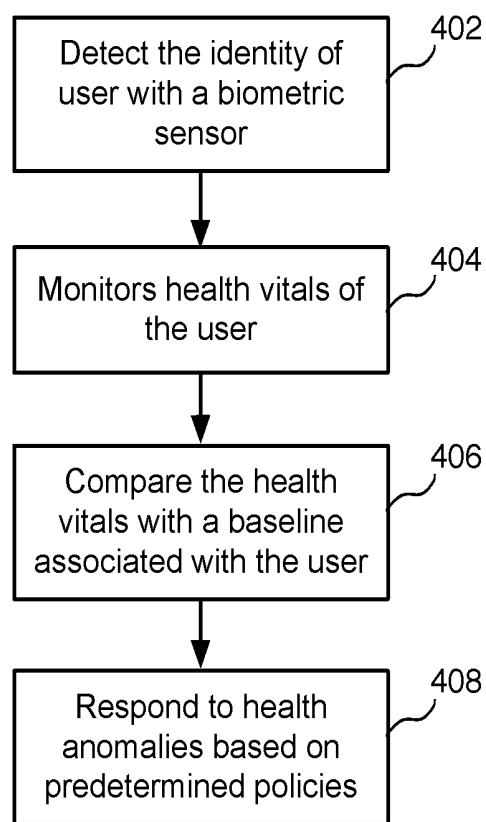 402
Detect the identity of
user with a biometric
sensor
404
Monitors health vitals of
the user
406
Compare the health
vitals with a baseline
associated with the user
408
Respond to health
anomalies based on
predetermined policies